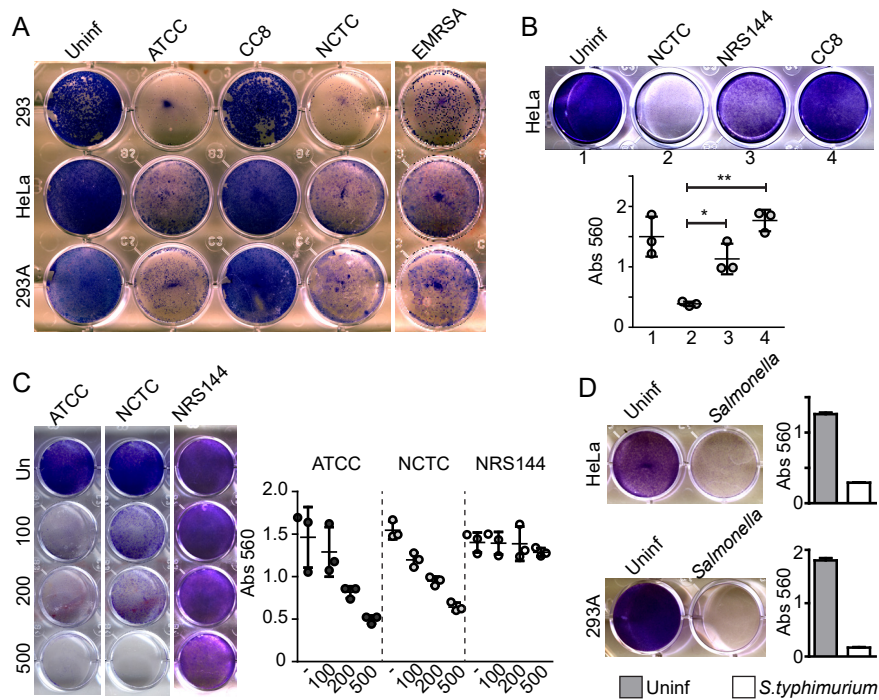 A
Uninf ATCC CC8 NCTC EMRSA
293
HeLa
293A
B
Uninf NCTC NRS144 CC8
HeLa
1 2 3 4
**
*
2
1
0
Abs 560
1 2 3 4
C
ATCC NCTC NRS144
Un
100
200
500
ATCC NCTC NRS144
2.0
1.5
1.0
0.5
0
Abs 560
- 100 200 500 - 100 200 500 - 100 200 500
D
Uninf Salmonella
HeLa
Abs 560
1
0
Uninf Salmonella
293A
Abs 560
2
1
0
Uninf S.typhimurium